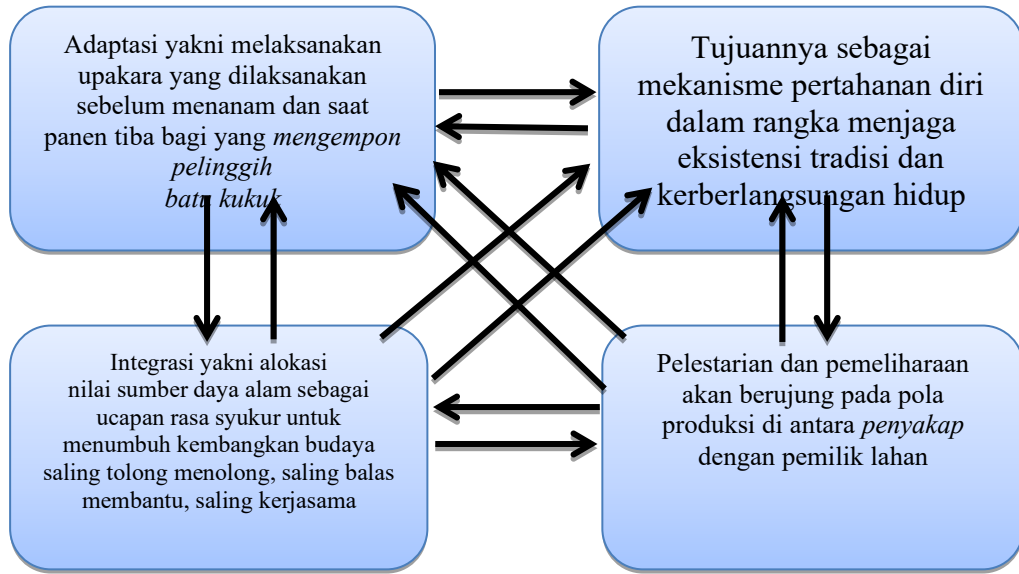 Adaptasi yakni melaksanakan
upakara yang dilaksanakan
sebelum menanam dan saat
panen tiba bagi yang mengempon
pelinggih
batu kukuk
Tujuannya sebagai
mekanisme pertahanan diri
dalam rangka menjaga
eksistensi tradisi dan
kerberlangsungan hidup
Integrasi yakni alokasi
nilai sumber daya alam sebagai
ucapan rasa syukur untuk
menumbuh kembangkan budaya
saling tolong menolong, saling balas
membantu, saling kerjasama
Pelestarian dan pemeliharaan
akan berujung pada pola
produksi di antara penyakap
dengan pemilik lahan